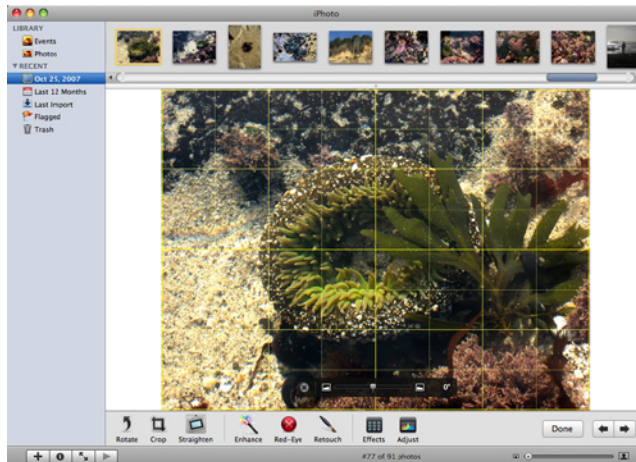 iPhoto
LIBRARY
Events
Photos
RECENT
Oct 25, 2007
Last 12 Months
Last Import
Flagged
Trash
0°
Rotate Crop Straighten Enhance Red-Eye Retouch Effects Adjust Done
#77 of 91 photos